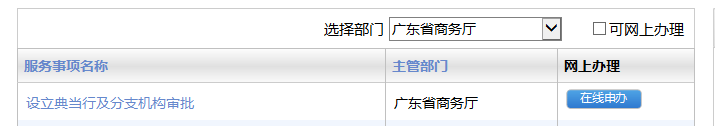 选择部门 广东省商务厅 可网上办理
服务事项名称 主管部门 网上办理
设立典当行及分支机构审批 广东省商务厅 在线申办